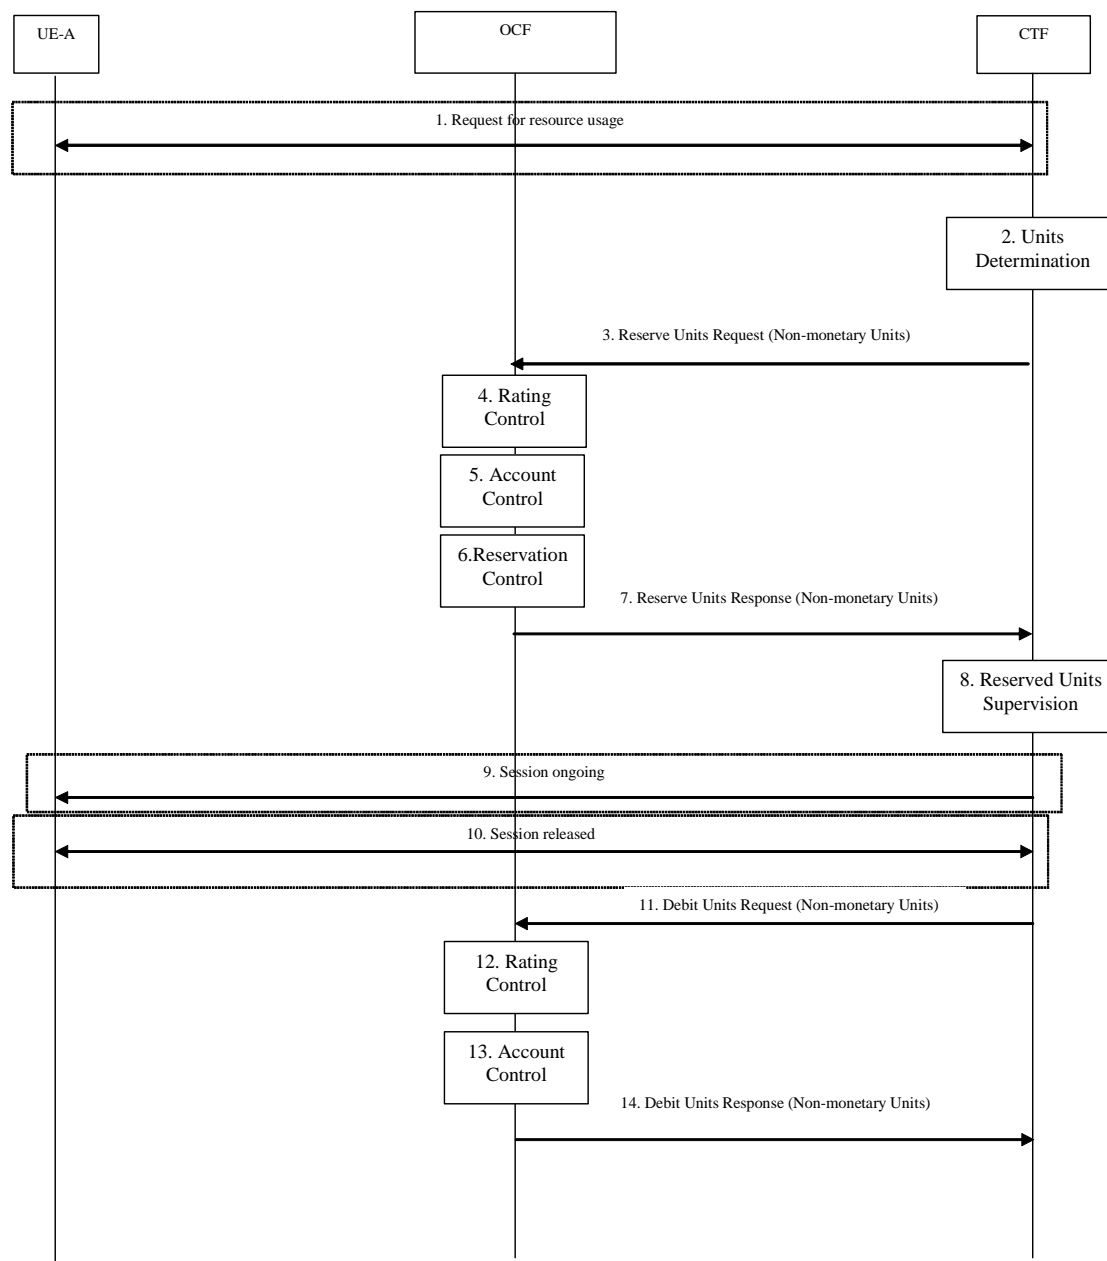 UE-A
OCF
CTF
1. Request for resource usage
2. Units
Determination
3. Reserve Units Request (Non-monetary Units)
4. Rating
Control
5. Account
Control
6.Reservation
Control
7. Reserve Units Response (Non-monetary Units)
8. Reserved Units
Supervision
9. Session ongoing
10. Session released
11. Debit Units Request (Non-monetary Units)
12. Rating
Control
13. Account
Control
14. Debit Units Response (Non-monetary Units)